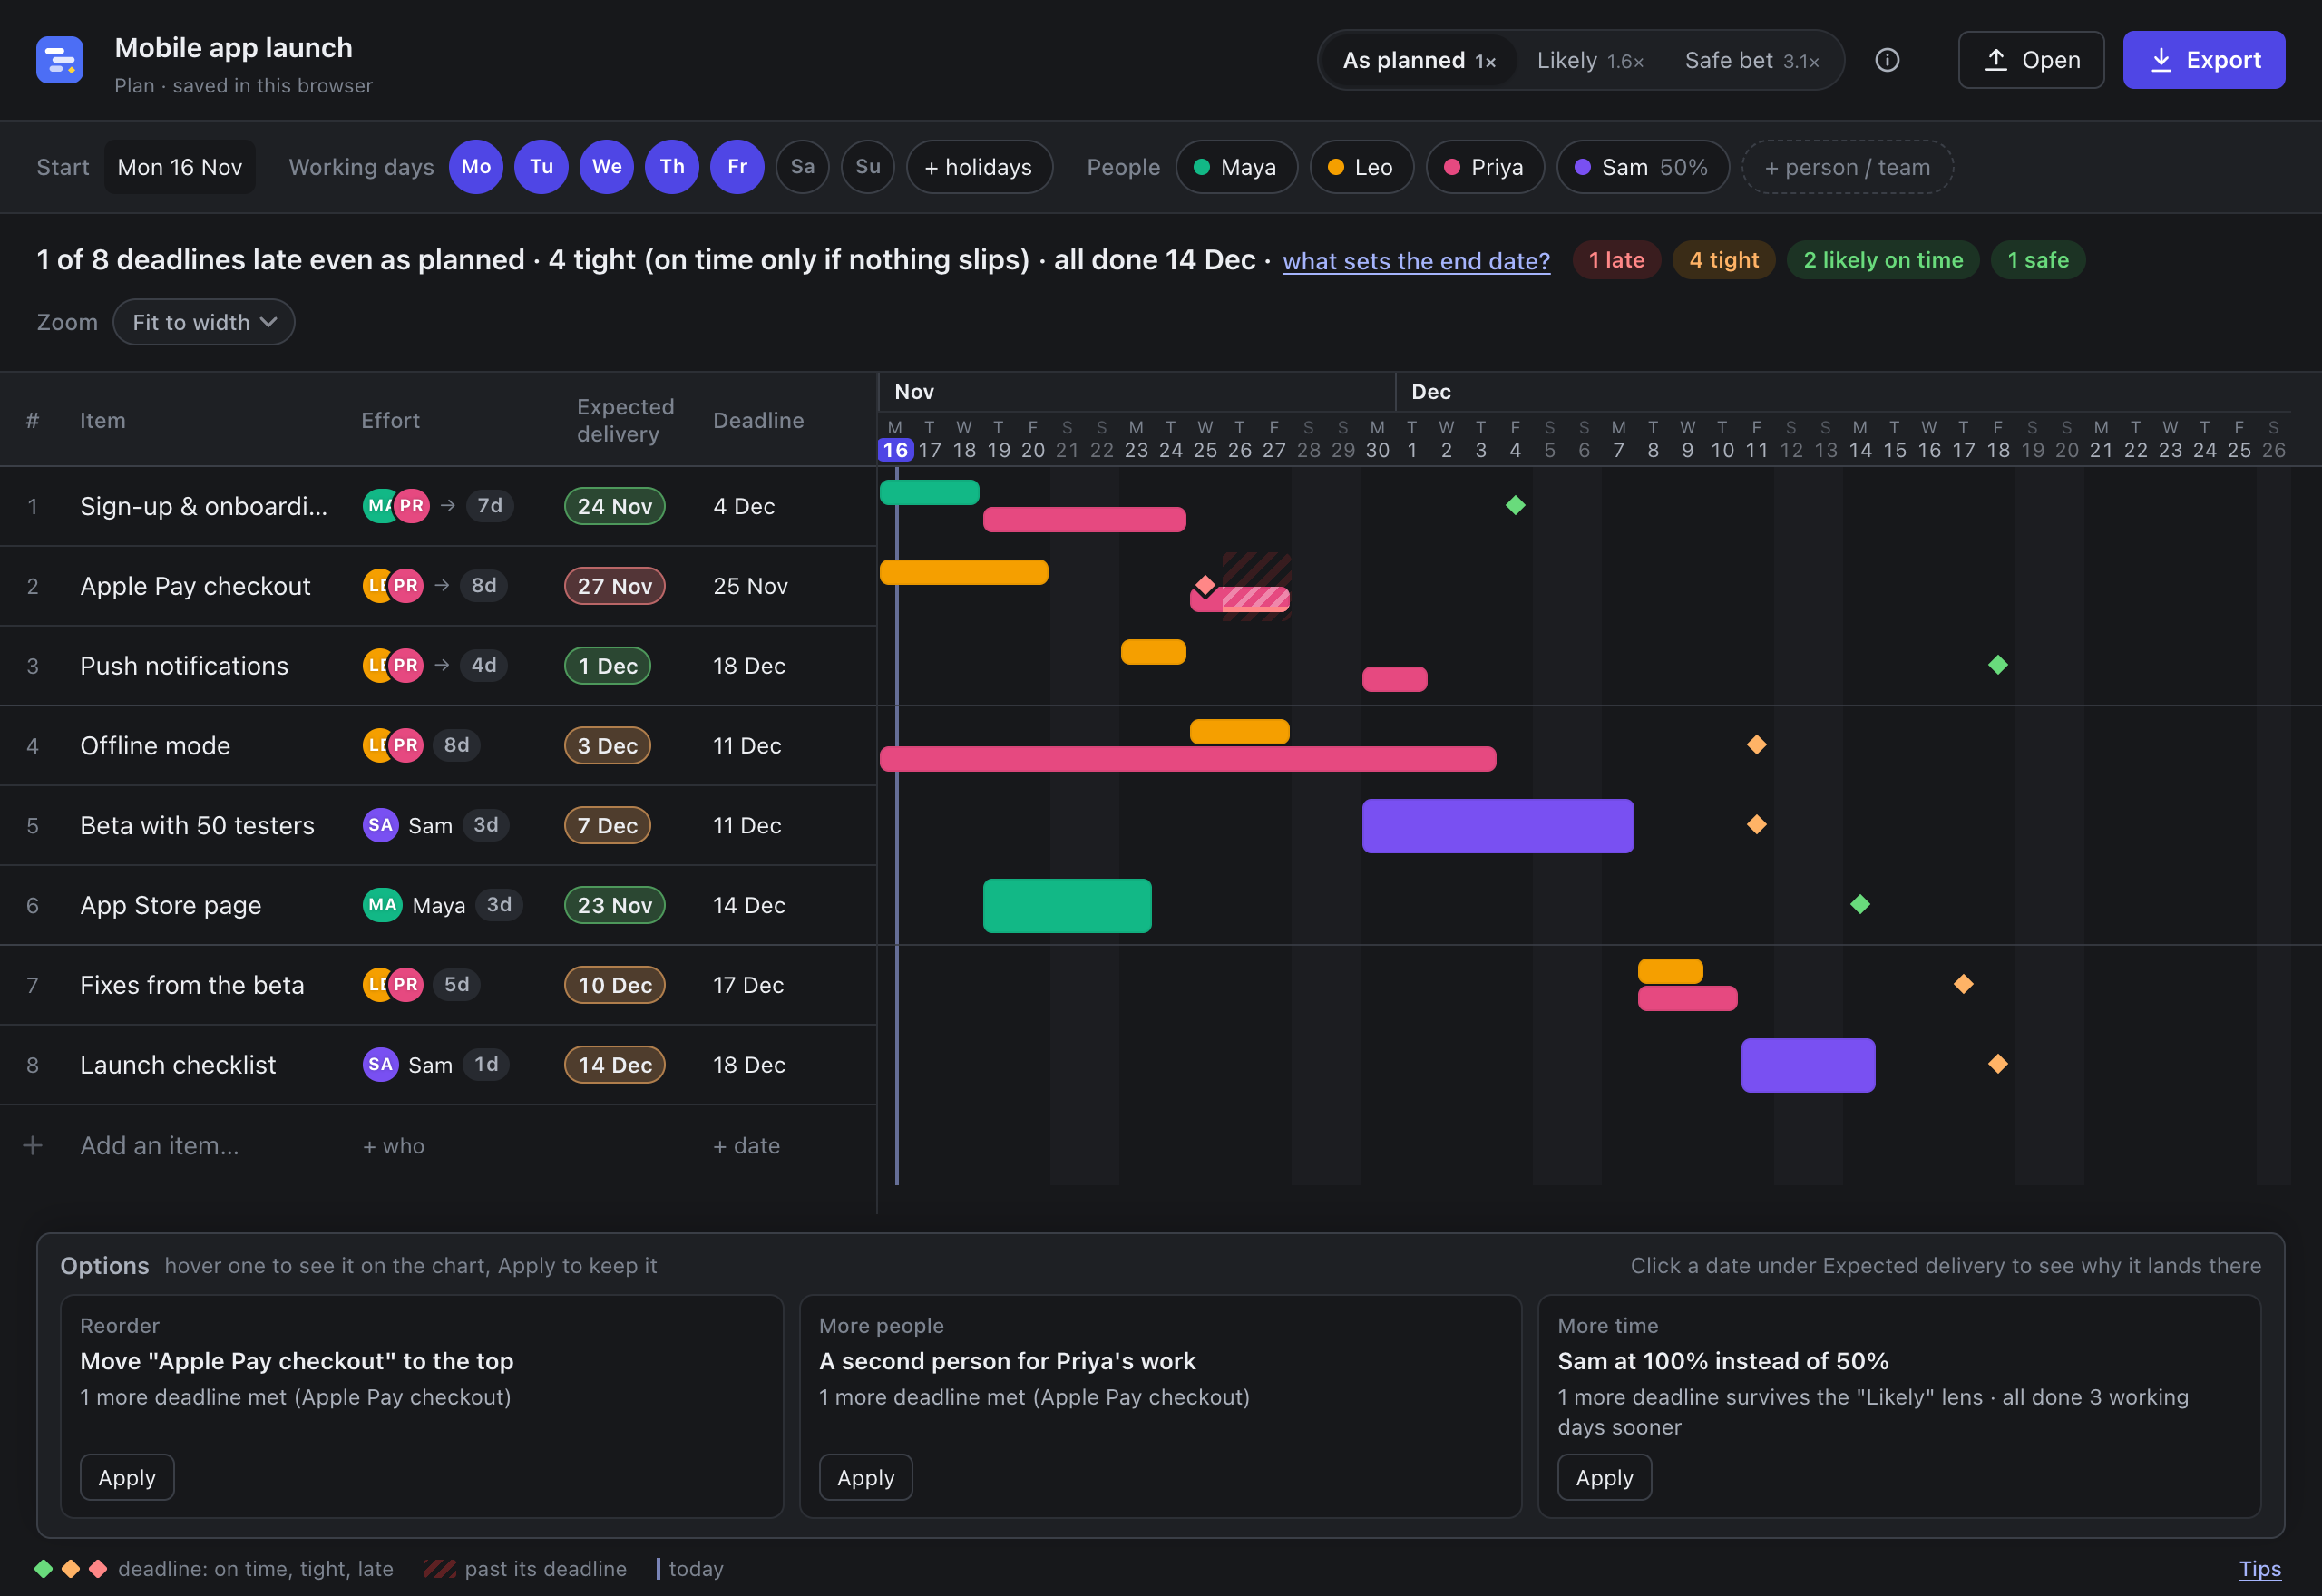 Mobile app launch
Plan · saved in this browser
As planned 1× Likely 1.6× Safe bet 3.1×
Open
Export
Start Mon 16 Nov Working days Mo Tu We Th Fr Sa Su + holidays People Maya Leo Priya Sam 50% + person / team
1 of 8 deadlines late even as planned · 4 tight (on time only if nothing slips) · all done 14 Dec · what sets the end date? 1 late 4 tight 2 likely on time 1 safe
Zoom Fit to width
# Item Effort Expected delivery Deadline
Nov Dec
M T W T F S S M T W T F S S M T W T F S S M T W T F S S M T W T F S S M T W T F S
16 17 18 19 20 21 22 23 24 25 26 27 28 29 30 1 2 3 4 5 6 7 8 9 10 11 12 13 14 15 16 17 18 19 20 21 22 23 24 25 26
1 Sign-up & onboardi... MA PR → 7d 24 Nov 4 Dec
2 Apple Pay checkout LE PR → 8d 27 Nov 25 Nov
3 Push notifications LE PR → 4d 1 Dec 18 Dec
4 Offline mode LE PR 8d 3 Dec 11 Dec
5 Beta with 50 testers SA Sam 3d 7 Dec 11 Dec
6 App Store page MA Maya 3d 23 Nov 14 Dec
7 Fixes from the beta LE PR 5d 10 Dec 17 Dec
8 Launch checklist SA Sam 1d 14 Dec 18 Dec
+ Add an item... + who + date
Options hover one to see it on the chart, Apply to keep it
Click a date under Expected delivery to see why it lands there
Reorder
Move "Apple Pay checkout" to the top
1 more deadline met (Apple Pay checkout)
Apply
More people
A second person for Priya's work
1 more deadline met (Apple Pay checkout)
Apply
More time
Sam at 100% instead of 50%
1 more deadline survives the "Likely" lens · all done 3 working
days sooner
Apply
deadline: on time, tight, late past its deadline today
Tips